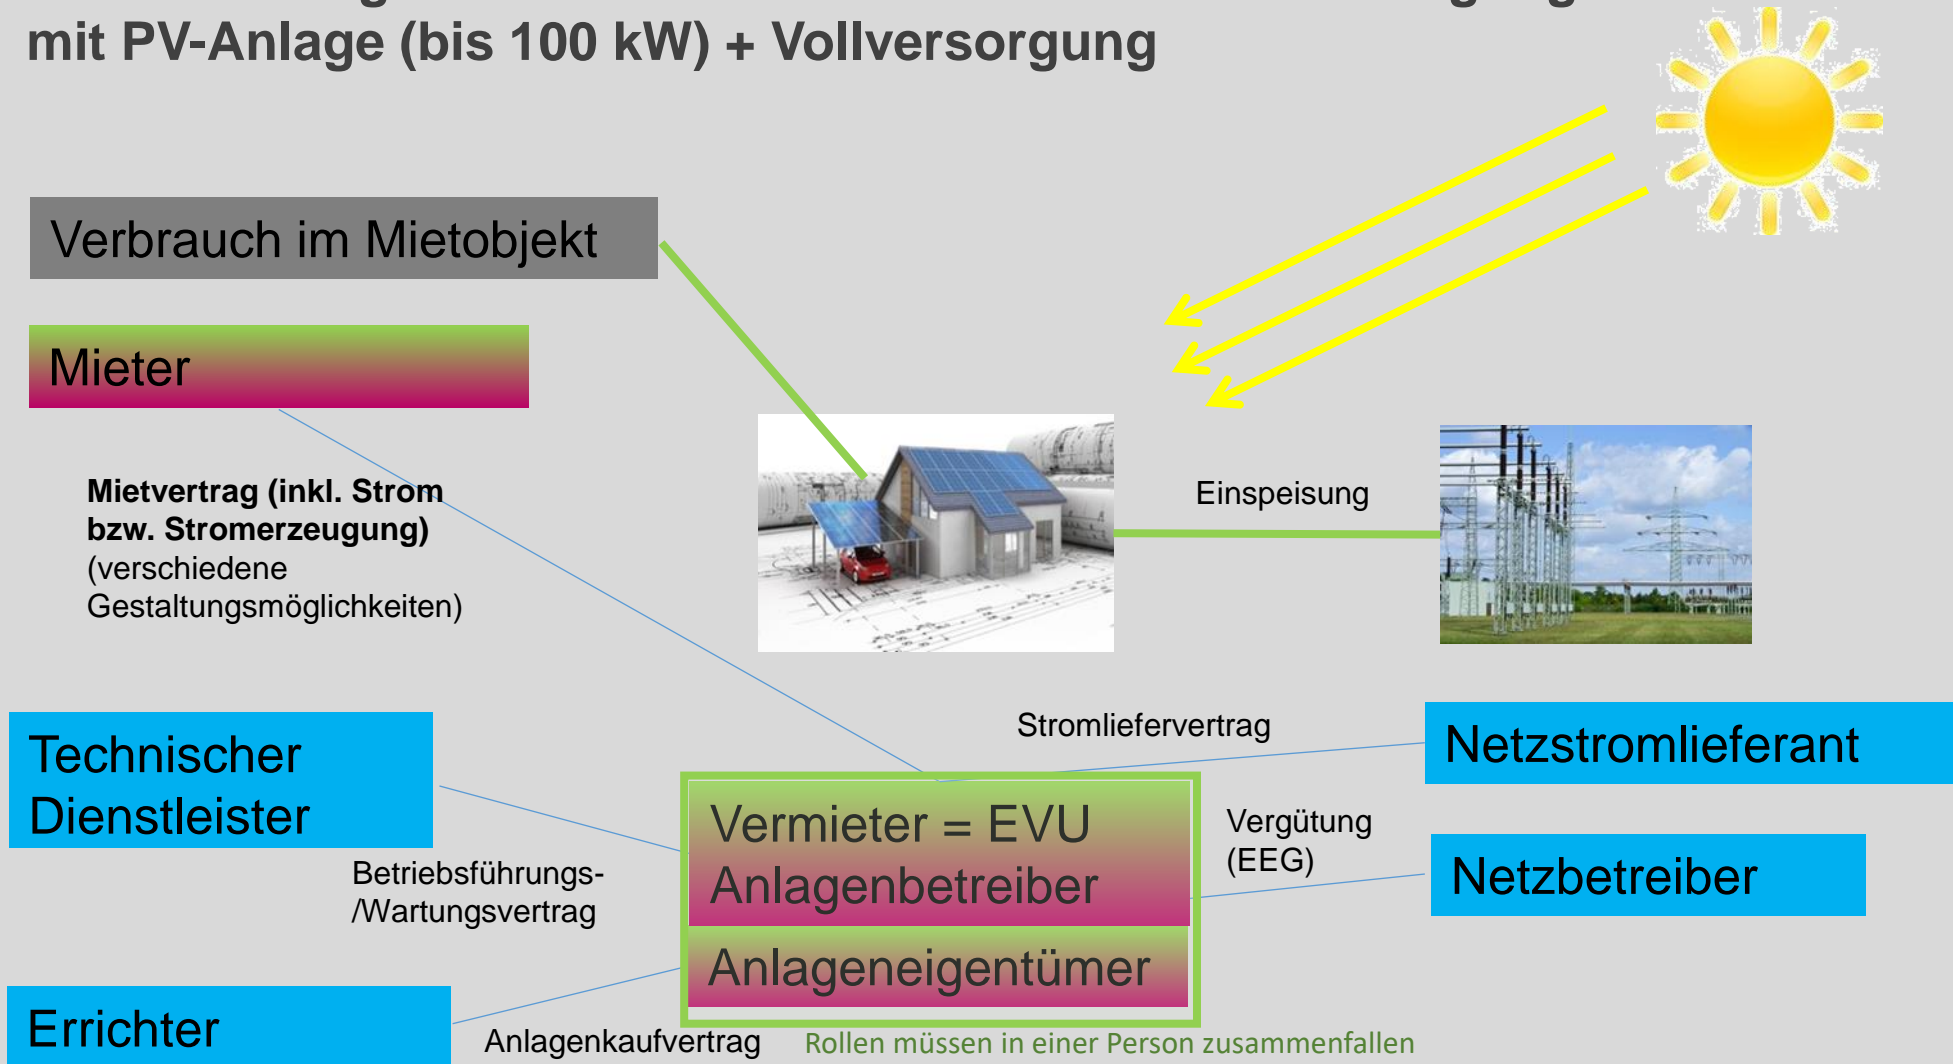 mit PV-Anlage (bis 100 kW) + Vollversorgung
Verbrauch im Mietobjekt
Mieter
Mietvertrag (inkl. Strom
bzw. Stromerzeugung)
(verschiedene
Gestaltungsmöglichkeiten)
Einspeisung
Technischer
Dienstleister
Stromliefervertrag
Netzstromlieferant
Vermieter = EVU
Anlagenbetreiber
Vergütung
(EEG)
Netzbetreiber
Betriebsführungs-
/Wartungsvertrag
Anlageneigentümer
Errichter
Anlagenkaufvertrag
Rollen müssen in einer Person zusammenfallen